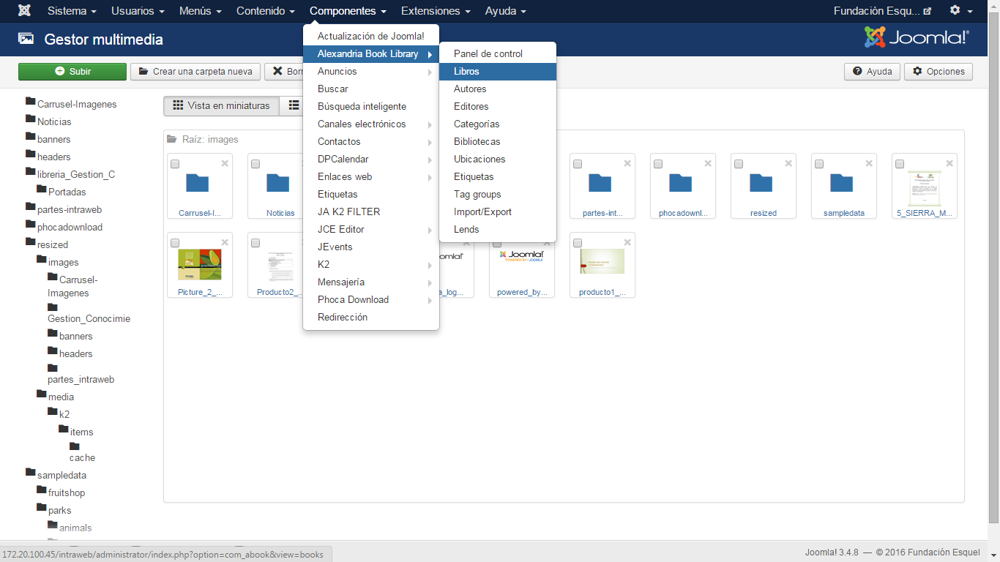 Sistema Usuarios Menús Contenido Componentes Extensiones Ayuda Fundación Esqu...
Gestor multimedia Joomla!®
Subir Crear una carpeta nueva Ayuda Opciones
Actualización de Joomla!
Alexandria Book Library
Anuncios
Buscar
Búsqueda inteligente
Canales electrónicos
Contactos
DPCalendar
Enlaces web
Etiquetas
JA K2 FILTER
JCE Editor
JEvents
K2
Mensajería
Phoca Download
Redirección
Panel de control
Libros
Autores
Editores
Categorías
Bibliotecas
Ubicaciones
Etiquetas
Tag groups
Import/Export
Lends
Carrusel-Imagenes
Noticias
banners
headers
libreria_Gestion_C
Portadas
partes-intraweb
phocadownload
resized
images
Carrusel-
Imagenes
Gestion_Conocimie
banners
headers
partes_intraweb
media
k2
items
cache
sampledata
fruitshop
parks
animals
Vista en miniaturas
Raíz: images
Carrusel-I... Noticias partes-int... phocadownl... resized sampledata 5_SIERRA_M...
POWERED BY JOOMLA!
Picture_2_... Producto2_... a_log... powered_by... producto1_...
172.20.100.45/intraweb/administrator/index.php?option=com_abook&view=books
Joomla! 3.4.8 — © 2016 Fundación Esquel